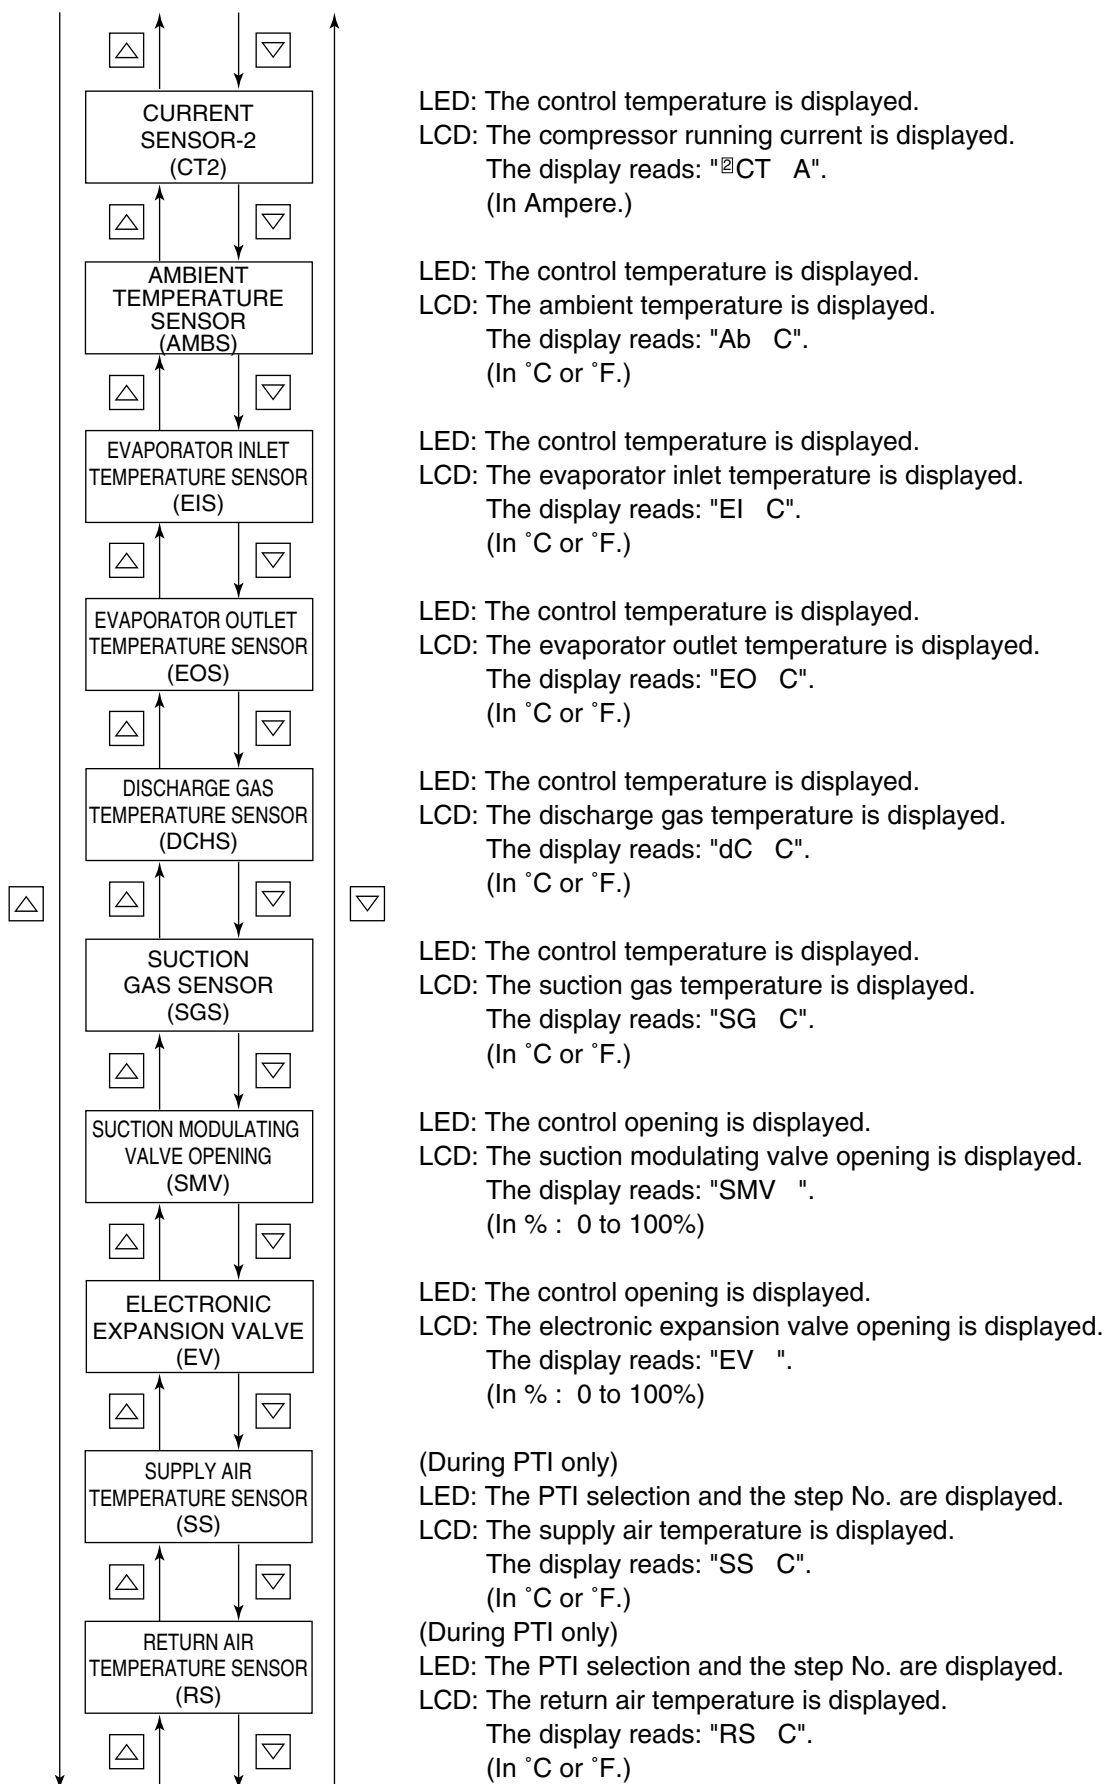 CURRENT
SENSOR-2
(CT2)
LED: The control temperature is displayed.
LCD: The compressor running current is displayed.
The display reads: "2CT   A".
(In Ampere.)
AMBIENT
TEMPERATURE
SENSOR
(AMBS)
LED: The control temperature is displayed.
LCD: The ambient temperature is displayed.
The display reads: "Ab   C".
(In ˚C or ˚F.)
EVAPORATOR INLET
TEMPERATURE SENSOR
(EIS)
LED: The control temperature is displayed.
LCD: The evaporator inlet temperature is displayed.
The display reads: "EI   C".
(In ˚C or ˚F.)
EVAPORATOR OUTLET
TEMPERATURE SENSOR
(EOS)
LED: The control temperature is displayed.
LCD: The evaporator outlet temperature is displayed.
The display reads: "EO   C".
(In ˚C or ˚F.)
DISCHARGE GAS
TEMPERATURE SENSOR
(DCHS)
LED: The control temperature is displayed.
LCD: The discharge gas temperature is displayed.
The display reads: "dC   C".
(In ˚C or ˚F.)
SUCTION
GAS SENSOR
(SGS)
LED: The control temperature is displayed.
LCD: The suction gas temperature is displayed.
The display reads: "SG   C".
(In ˚C or ˚F.)
SUCTION MODULATING
VALVE OPENING
(SMV)
LED: The control opening is displayed.
LCD: The suction modulating valve opening is displayed.
The display reads: "SMV   ".
(In % :  0 to 100%)
ELECTRONIC
EXPANSION VALVE
(EV)
LED: The control opening is displayed.
LCD: The electronic expansion valve opening is displayed.
The display reads: "EV   ".
(In % :  0 to 100%)
SUPPLY AIR
TEMPERATURE SENSOR
(SS)
(During PTI only)
LED: The PTI selection and the step No. are displayed.
LCD: The supply air temperature is displayed.
The display reads: "SS   C".
(In ˚C or ˚F.)
RETURN AIR
TEMPERATURE SENSOR
(RS)
(During PTI only)
LED: The PTI selection and the step No. are displayed.
LCD: The return air temperature is displayed.
The display reads: "RS   C".
(In ˚C or ˚F.)